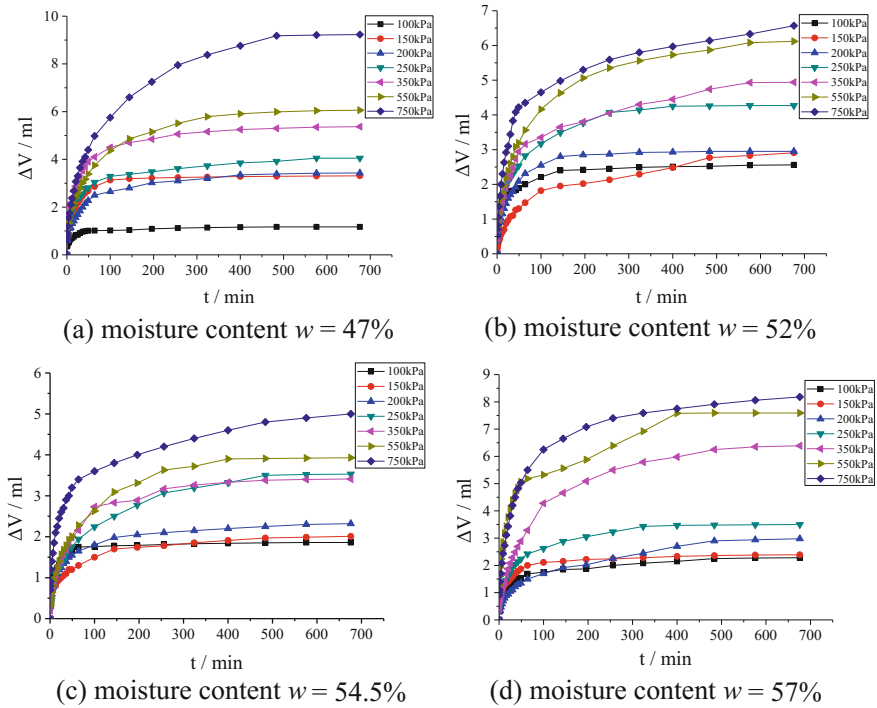 10
8
6
4
2
0
ΔV / ml
0 100 200 300 400 500 600 700
t / min
100kPa
150kPa
200kPa
250kPa
350kPa
550kPa
750kPa
(a) moisture content w = 47%
7
6
5
4
3
2
1
0
ΔV / ml
0 100 200 300 400 500 600 700
t / min
100kPa
150kPa
200kPa
250kPa
350kPa
550kPa
750kPa
(b) moisture content w = 52%
6
5
4
3
2
1
0
ΔV / ml
0 100 200 300 400 500 600 700
t / min
100kPa
150kPa
200kPa
250kPa
350kPa
550kPa
750kPa
(c) moisture content w = 54.5%
9
8
7
6
5
4
3
2
1
0
ΔV / ml
0 100 200 300 400 500 600 700
t / min
100kPa
150kPa
200kPa
250kPa
350kPa
550kPa
750kPa
(d) moisture content w = 57%